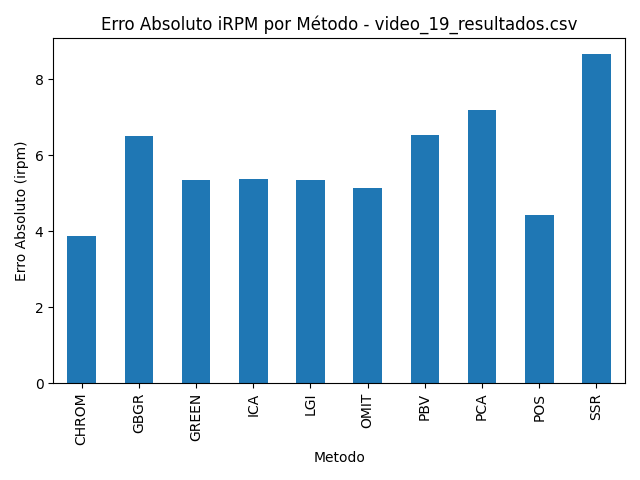 Erro Absoluto iRPM por Método - video_19_resultados.csv
Erro Absoluto (irpm)
8
6
4
2
0
CHROM
GBGR
GREEN
ICA
LGI
OMIT
PBV
PCA
POS
SSR
Metodo